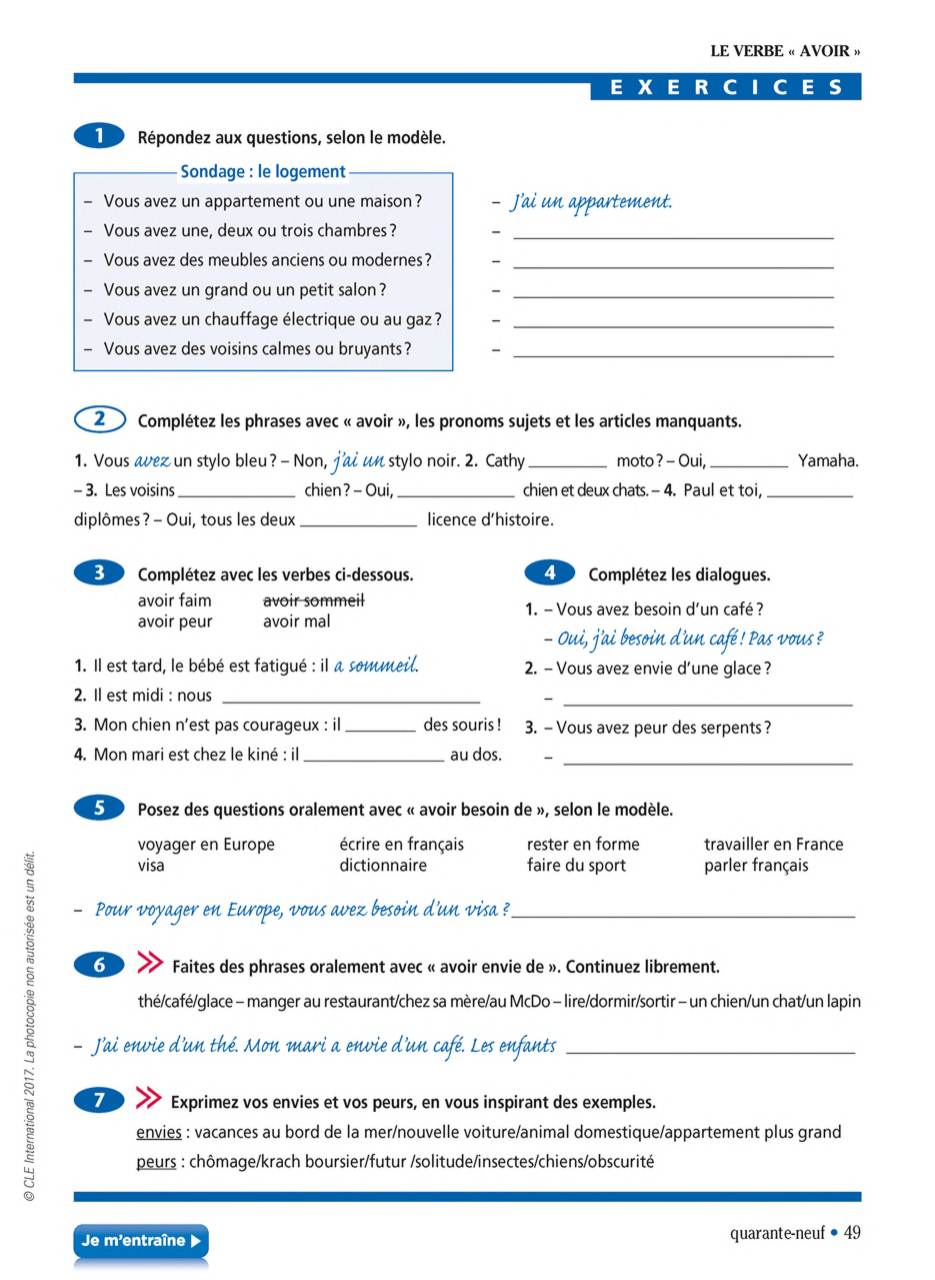 LE VERBE « AVOIR »
EXERCICES
1 Répondez aux questions, selon le modèle.
Sondage : le logement
– Vous avez un appartement ou une maison ? – J'ai un appartement.
– Vous avez une, deux ou trois chambres ? –
– Vous avez des meubles anciens ou modernes ? –
– Vous avez un grand ou un petit salon ? –
– Vous avez un chauffage électrique ou au gaz ? –
– Vous avez des voisins calmes ou bruyants ? –
2 Complétez les phrases avec « avoir », les pronoms sujets et les articles manquants.
1. Vous avez un stylo bleu ? – Non, j'ai un stylo noir. 2. Cathy ________ moto ? – Oui, ________ Yamaha.
– 3. Les voisins ________ chien ? – Oui, ________ chien et deux chats. – 4. Paul et toi, ________
diplômes ? – Oui, tous les deux ________ licence d'histoire.
3 Complétez avec les verbes ci-dessous.
avoir faim avoir sommeil
avoir peur avoir mal
1. Il est tard, le bébé est fatigué : il a sommeil.
2. Il est midi : nous ________
3. Mon chien n'est pas courageux : il ________ des souris !
4. Mon mari est chez le kiné : il ________ au dos.
4 Complétez les dialogues.
1. – Vous avez besoin d'un café ?
– Oui, j'ai besoin d'un café ! Pas vous ?
2. – Vous avez envie d'une glace ?
– ________
3. – Vous avez peur des serpents ?
– ________
5 Posez des questions oralement avec « avoir besoin de », selon le modèle.
voyager en Europe écrire en français rester en forme travailler en France
visa dictionnaire faire du sport parler français
– Pour voyager en Europe, vous avez besoin d'un visa ? ________
6 Faites des phrases oralement avec « avoir envie de ». Continuez librement.
thé/café/glace – manger au restaurant/chez sa mère/au McDo – lire/dormir/sortir – un chien/un chat/un lapin
– J'ai envie d'un thé. Mon mari a envie d'un café. Les enfants ________
7 Exprimez vos envies et vos peurs, en vous inspirant des exemples.
envies : vacances au bord de la mer/nouvelle voiture/animal domestique/appartement plus grand
peurs : chômage/krach boursier/futur /solitude/insectes/chiens/obscurité
© CLE International 2017. La photocopie non autorisée est un délit.
Je m'entraîne
quarante-neuf • 49